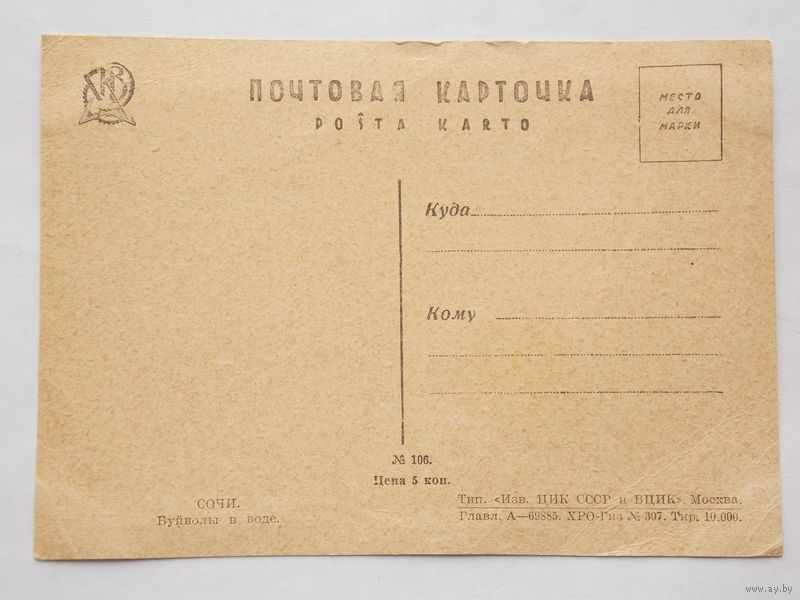 ПОЧТОВАЯ КАРТОЧКА
POŜTA KARTO
МЕСТО
ДЛЯ
МАРКИ
Куда
Кому
№ 106.
Цена 5 коп.
СОЧИ.
Буйволы в воде.
Тип. «Изв. ЦИК СССР и ВЦИК», Москва.
Главл. А—69885. ХРО-Гиз № 307. Тир. 10.000.
www.ay.by